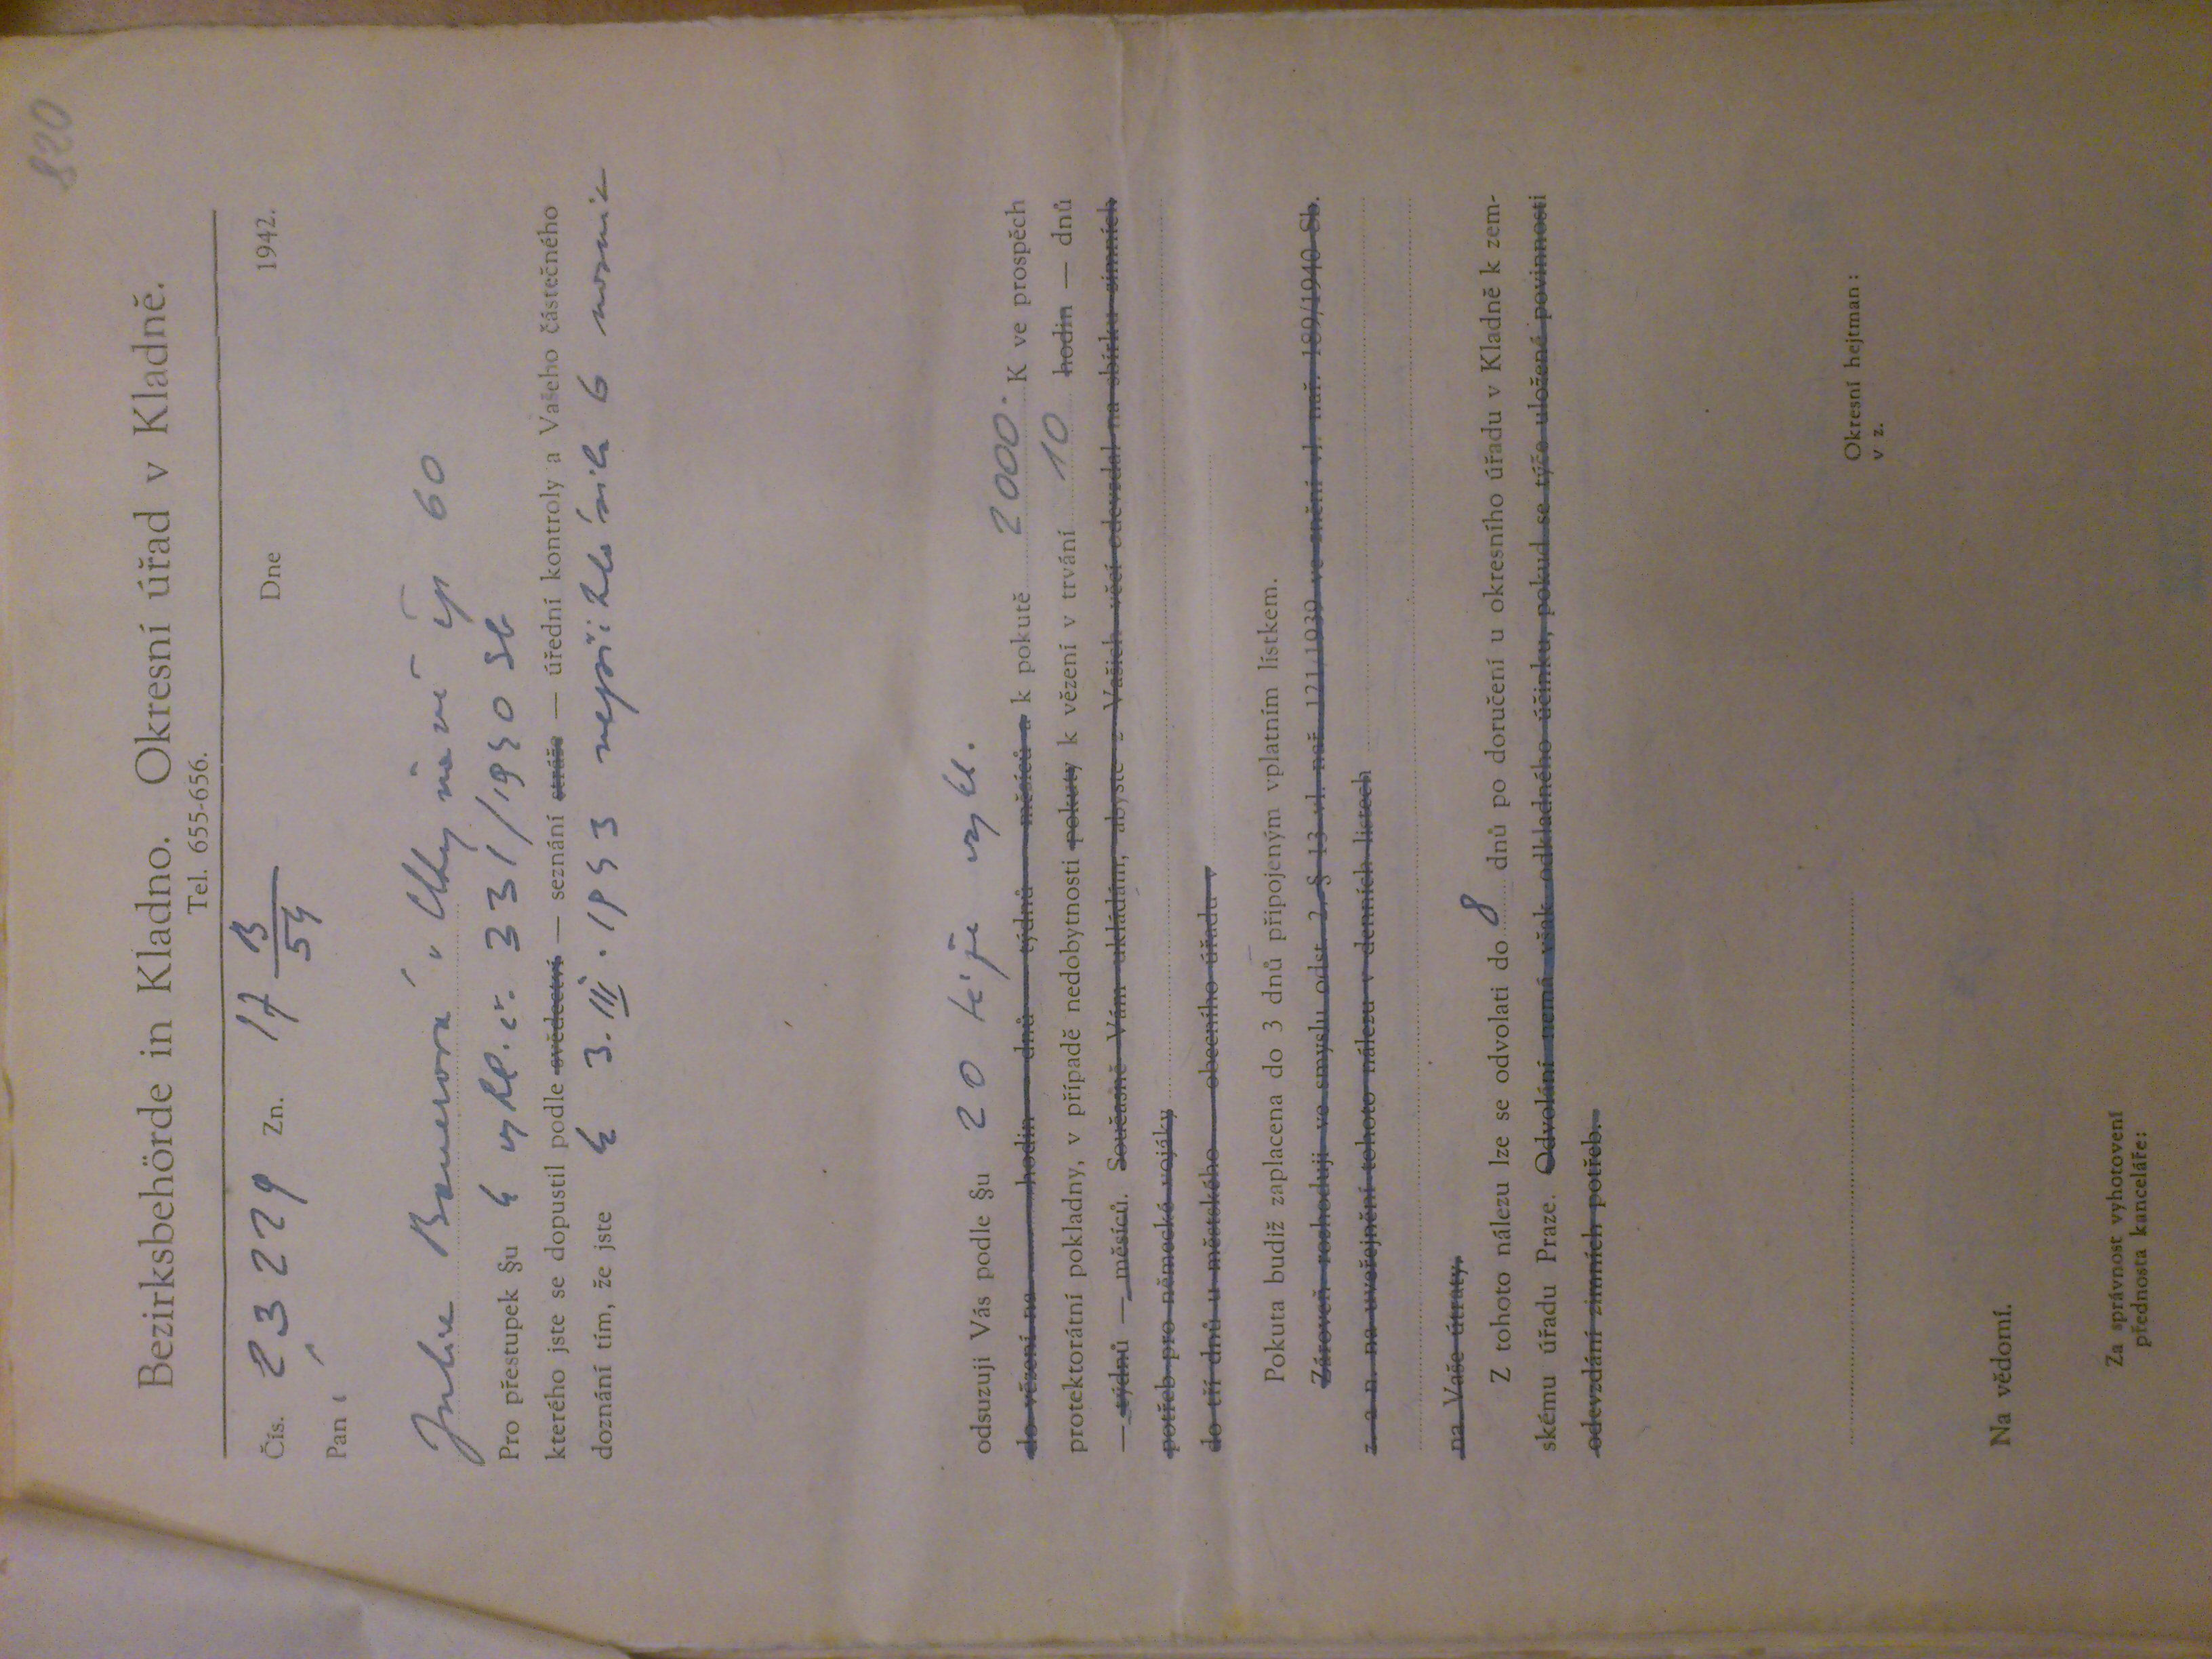 820
Bezirksbehörde in Kladno. Okresní úřad v Kladně.
Tel. 655-656.
Čís. 23229 Zn. 17 B/54 Dne 1942.
Pan í
Julie Bauerová v čp 60
Pro přestupek §u 4 vyhl. č. 331/1940 Sb
kterého jste se dopustil podle svědectví — seznání stráže — úřední kontroly a Vašeho částečného
doznání tím, že jste k 3. III. 1943 nepřihlásila 6 nosnic
odsuzuji Vás podle §u 20 téže vyhl.
do vězení na hodin — dnů — týdnů — měsíců a k pokutě 2000·- K ve prospěch
protektorátní pokladny, v případě nedobytnosti pokuty k vězení v trvání 10 hodin — dnů
— týdnů — měsíců. Současně Vám ukládám, abyste z Vašich věcí odevzdal na sbírku zimních
potřeb pro německé vojáky
do tří dnů u městského — obecního úřadu v
Pokuta budiž zaplacena do 3 dnů připojeným vplatním lístkem.
Zároveň rozhoduji ve smyslu odst. 2. § 13 vl. nař. 121/1939 ve znění vl. nař. 189/1940 Sb.
z. a n. na uveřejnění tohoto nálezu v denních listech
na Vaše útraty.
Z tohoto nálezu lze se odvolati do 8 dnů po doručení u okresního úřadu v Kladně k zem-
skému úřadu Praze. Odvolání nemá však odkladného účinku, pokud se týče uložené povinnosti
odevzdání zimních potřeb.
Okresní hejtman :
v z.
Na vědomí.
Za správnost vyhotovení
přednosta kanceláře: